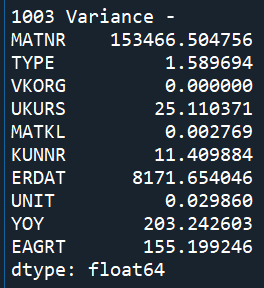 1003 Variance -
MATNR 153466.504756
TYPE 1.589694
VKORG 0.000000
UKURS 25.110371
MATKL 0.002769
KUNNR 11.409884
ERDAT 8171.654046
UNIT 0.029860
YOY 203.242603
EAGRT 155.199246
dtype: float64